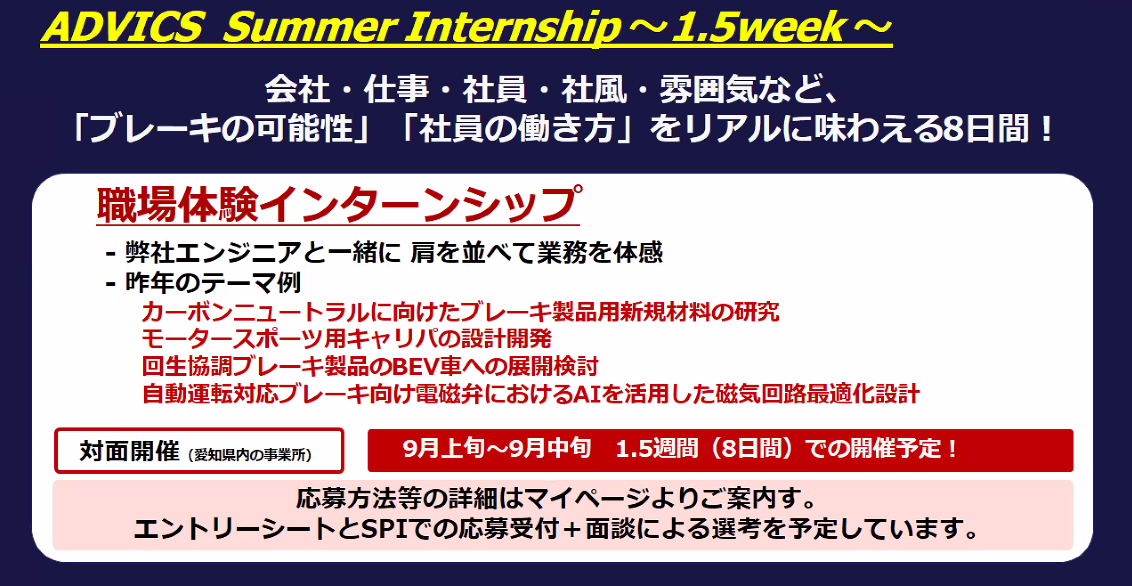 ADVICS Summer Internship ～1.5week～
会社・仕事・社員・社風・雰囲気など、
「ブレーキの可能性」「社員の働き方」をリアルに味わえる8日間！
職場体験インターンシップ
- 弊社エンジニアと一緒に 肩を並べて業務を体感
- 昨年のテーマ例
カーボンニュートラルに向けたブレーキ製品用新規材料の研究
モータースポーツ用キャリパの設計開発
回生協調ブレーキ製品のBEV車への展開検討
自動運転対応ブレーキ向け電磁弁におけるAIを活用した磁気回路最適化設計
対面開催（愛知県内の事業所）
9月上旬～9月中旬　1.5週間（8日間）での開催予定！
応募方法等の詳細はマイページよりご案内す。
エントリーシートとSPIでの応募受付＋面談による選考を予定しています。